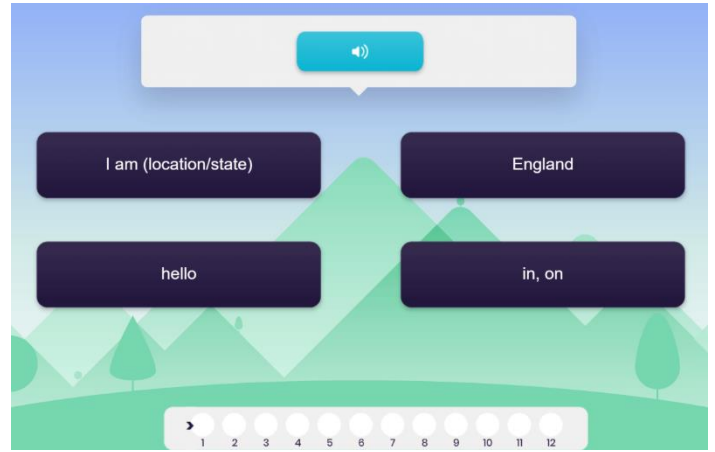 I am (location/state)
England
hello
in, on
1 2 3 4 5 6 7 8 9 10 11 12